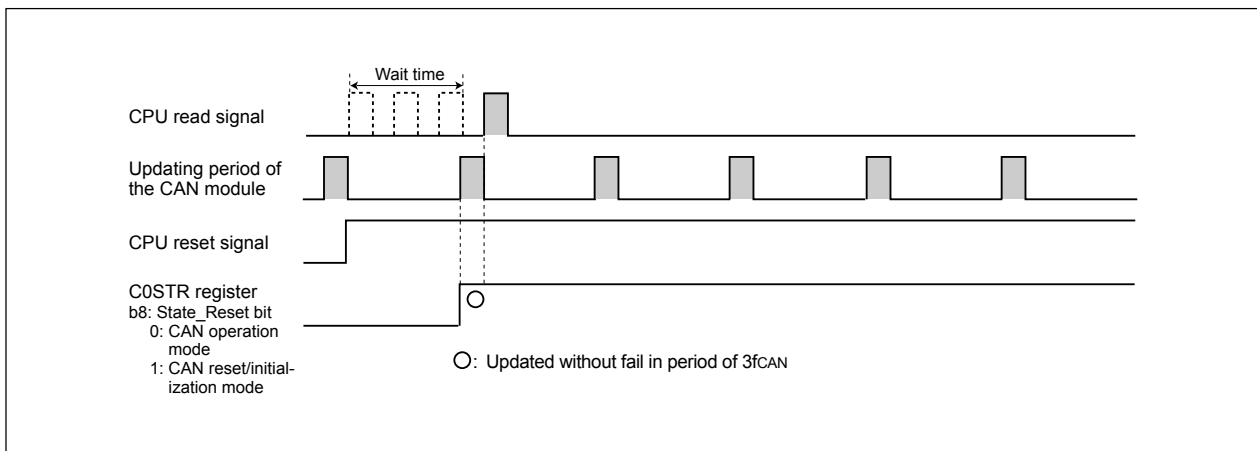 Wait time
CPU read signal
Updating period of
the CAN module
CPU reset signal
C0STR register
b8: State_Reset bit
0: CAN operation
mode
1: CAN reset/initial-
ization mode
○: Updated without fail in period of 3fCAN